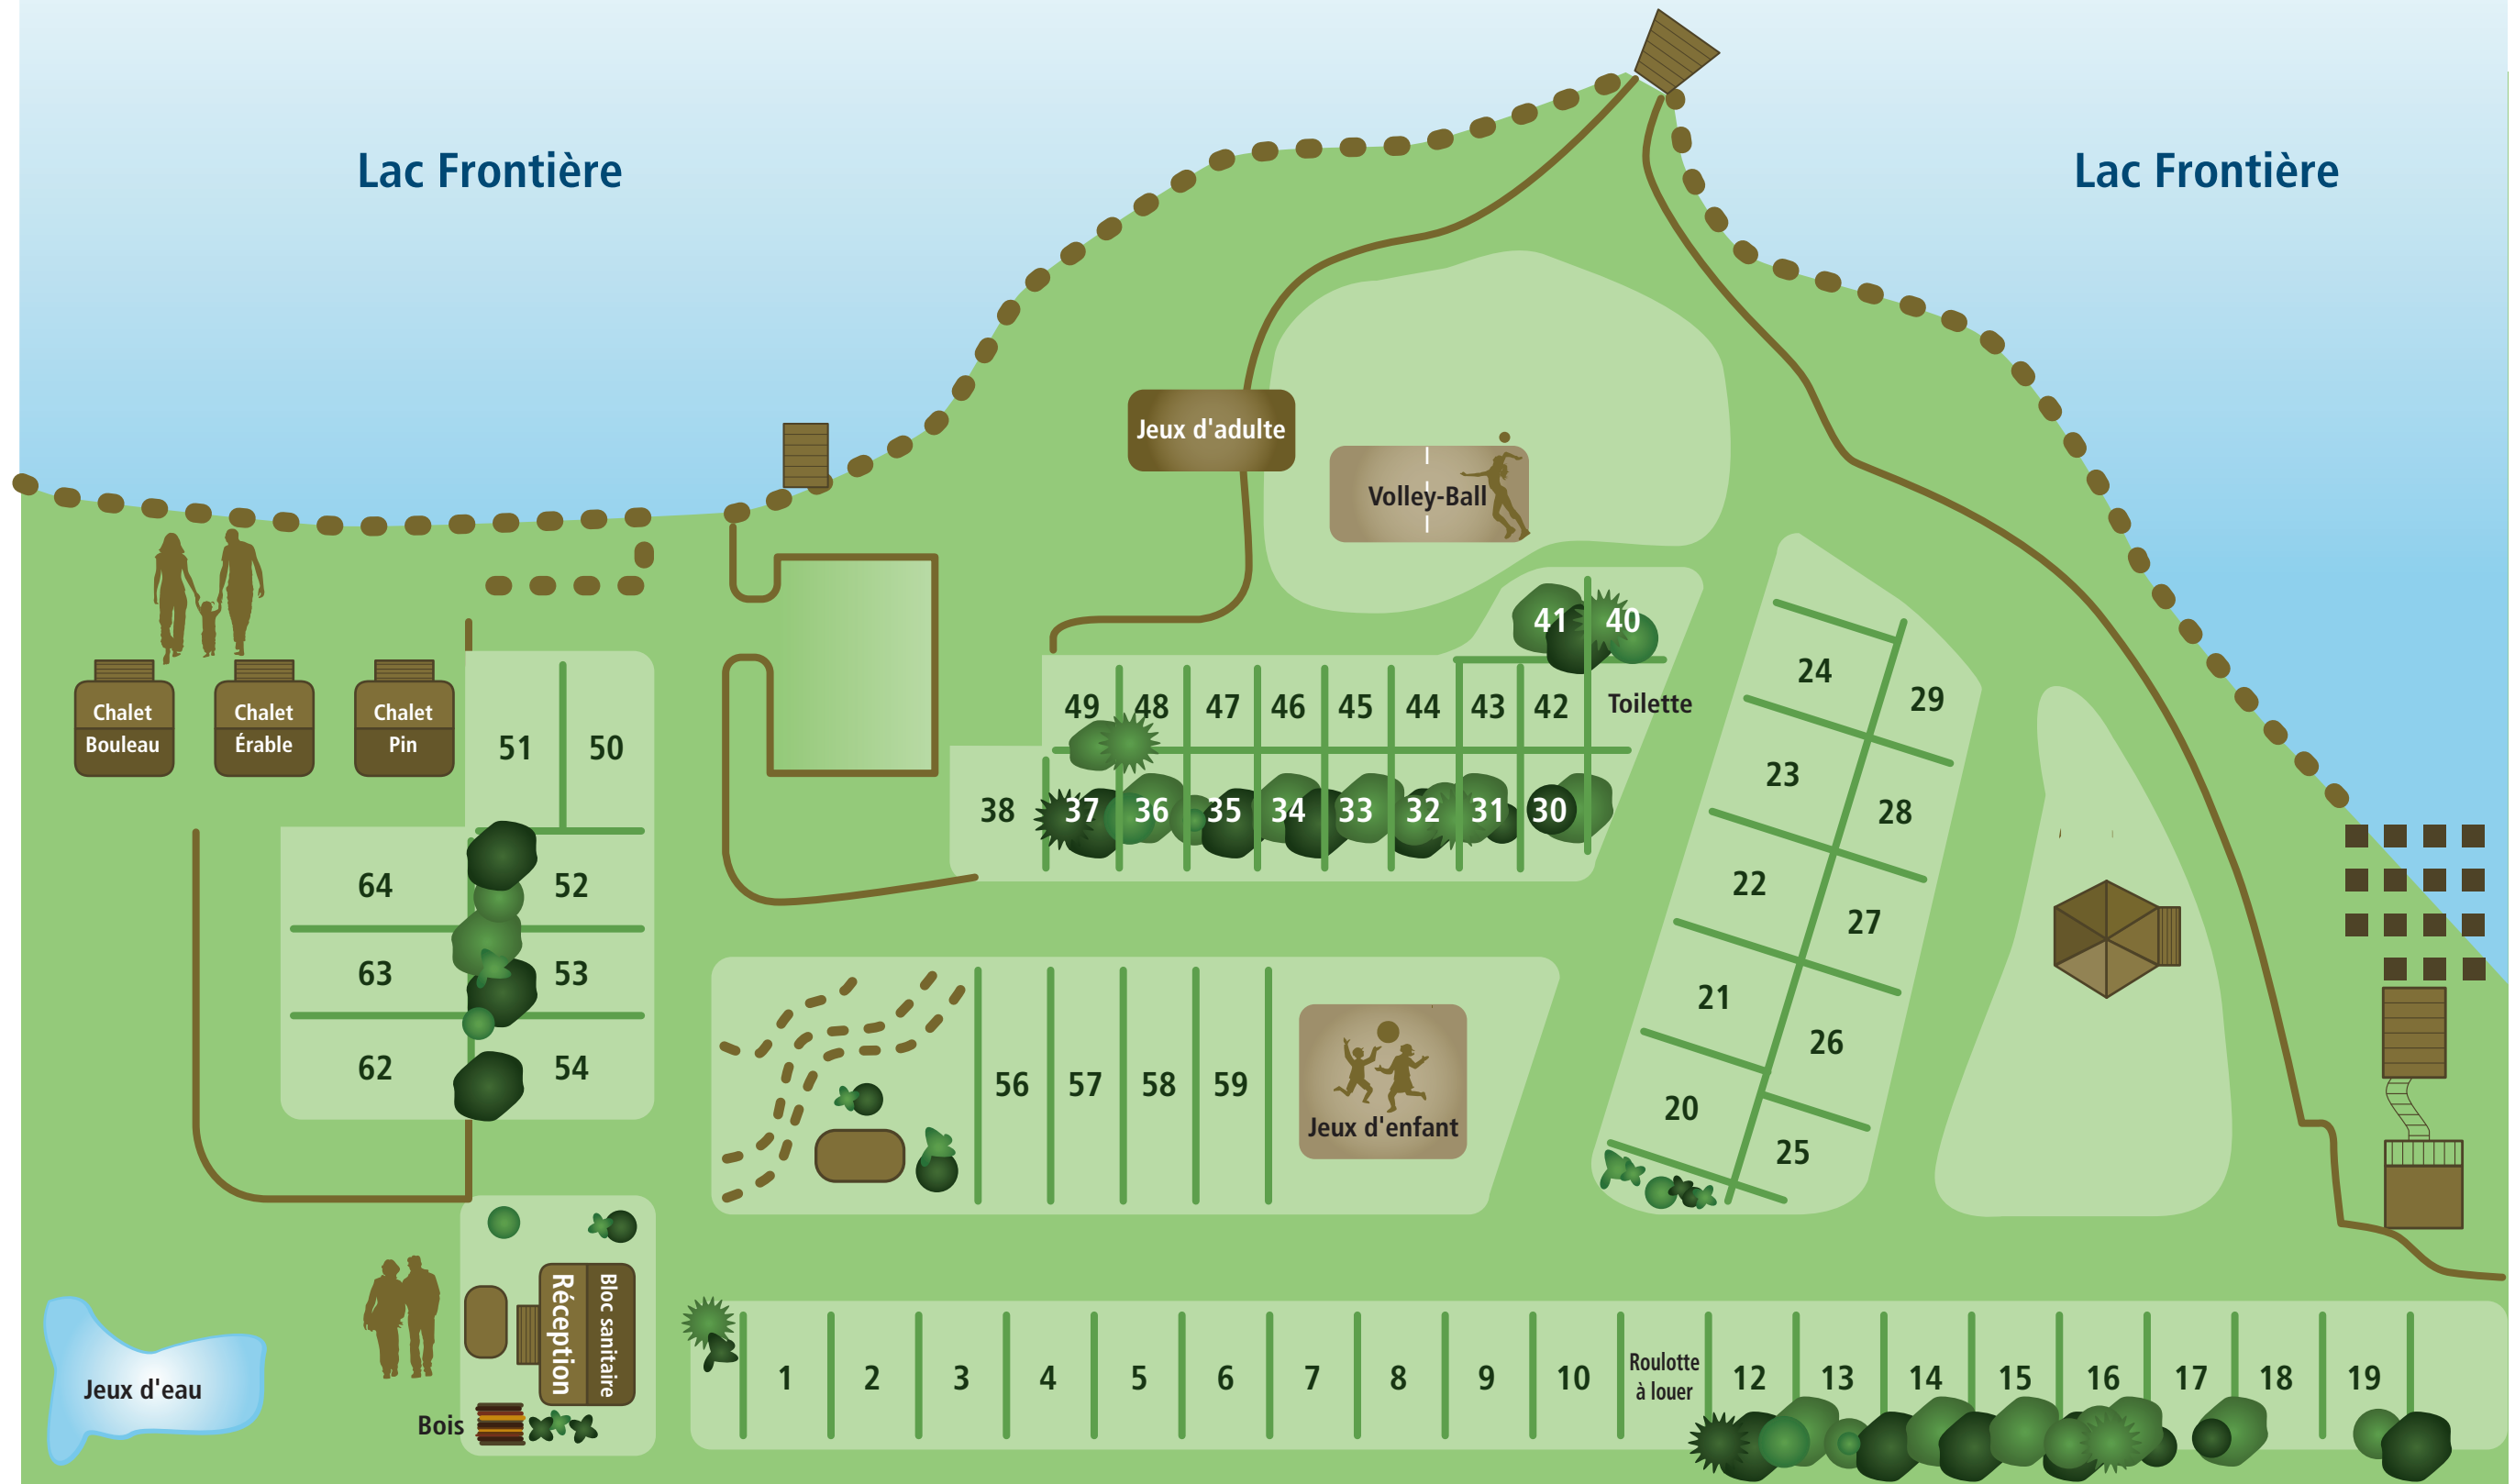 Lac Frontière
Lac Frontière
Jeux d'adulte
Volley-Ball
41 40
24
29
49 48 47 46 45 44 43 42 Toilette
Chalet
Bouleau
Chalet
Érable
Chalet
Pin
51 50
23
28
38 37 36 35 34 33 32 31 30
64 52
22
27
63 53
21
26
62 54
56 57 58 59
Jeux d'enfant
20
25
Réception
Bloc sanitaire
Jeux d'eau
Bois
1 2 3 4 5 6 7 8 9 10
Roulotte
à louer
12 13 14 15 16 17 18 19